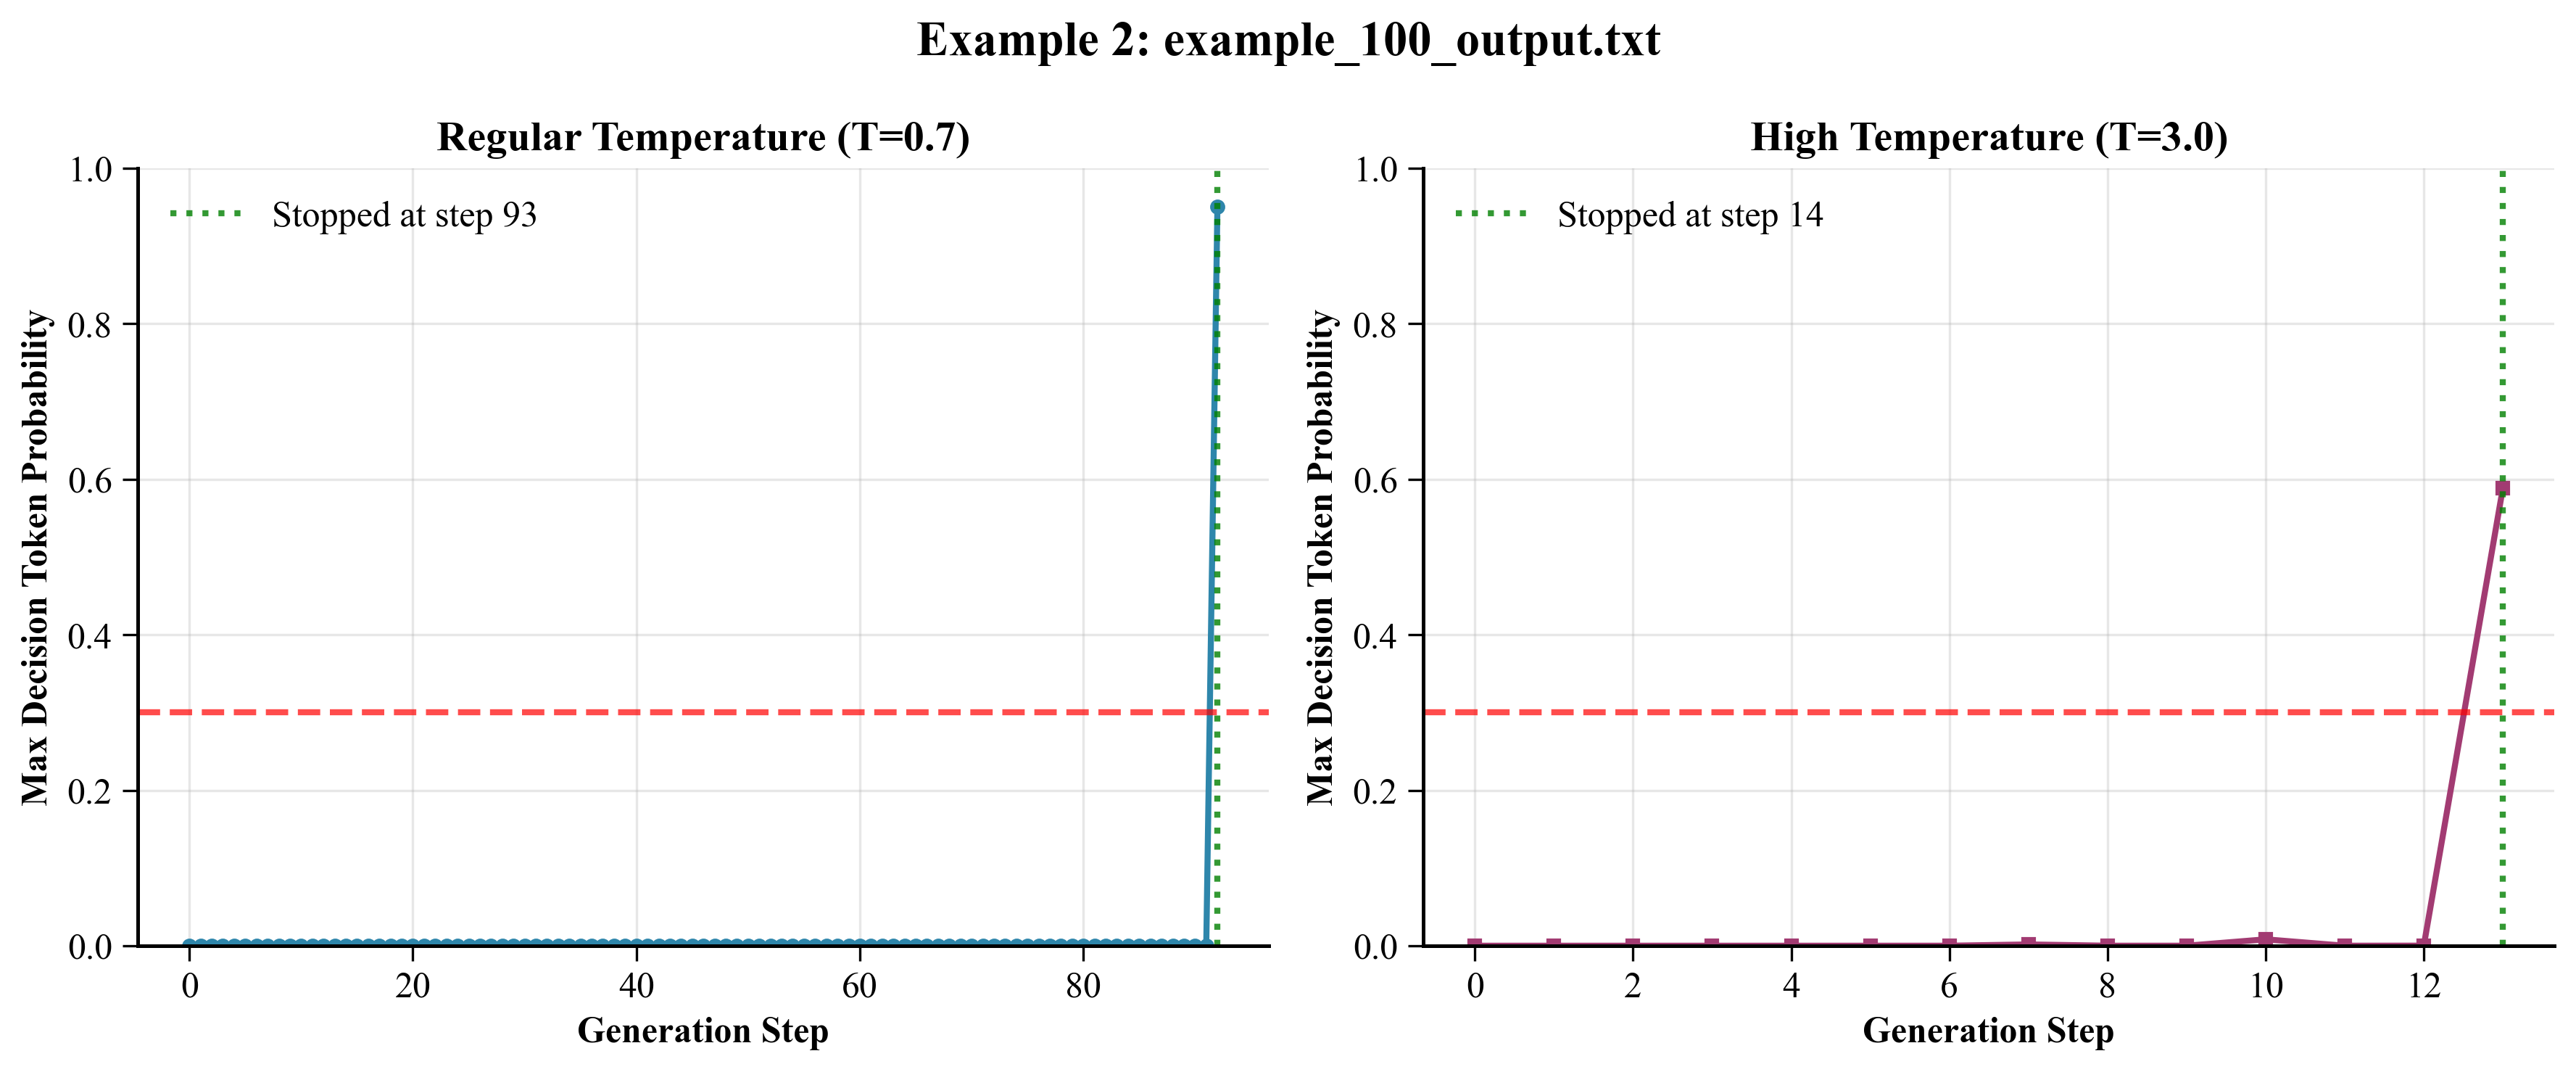 Example 2: example_100_output.txt
Regular Temperature (T=0.7)
Max Decision Token Probability
1.0
0.8
0.6
0.4
0.2
0.0
Stopped at step 93
0 20 40 60 80
Generation Step
High Temperature (T=3.0)
Max Decision Token Probability
1.0
0.8
0.6
0.4
0.2
0.0
Stopped at step 14
0 2 4 6 8 10 12
Generation Step